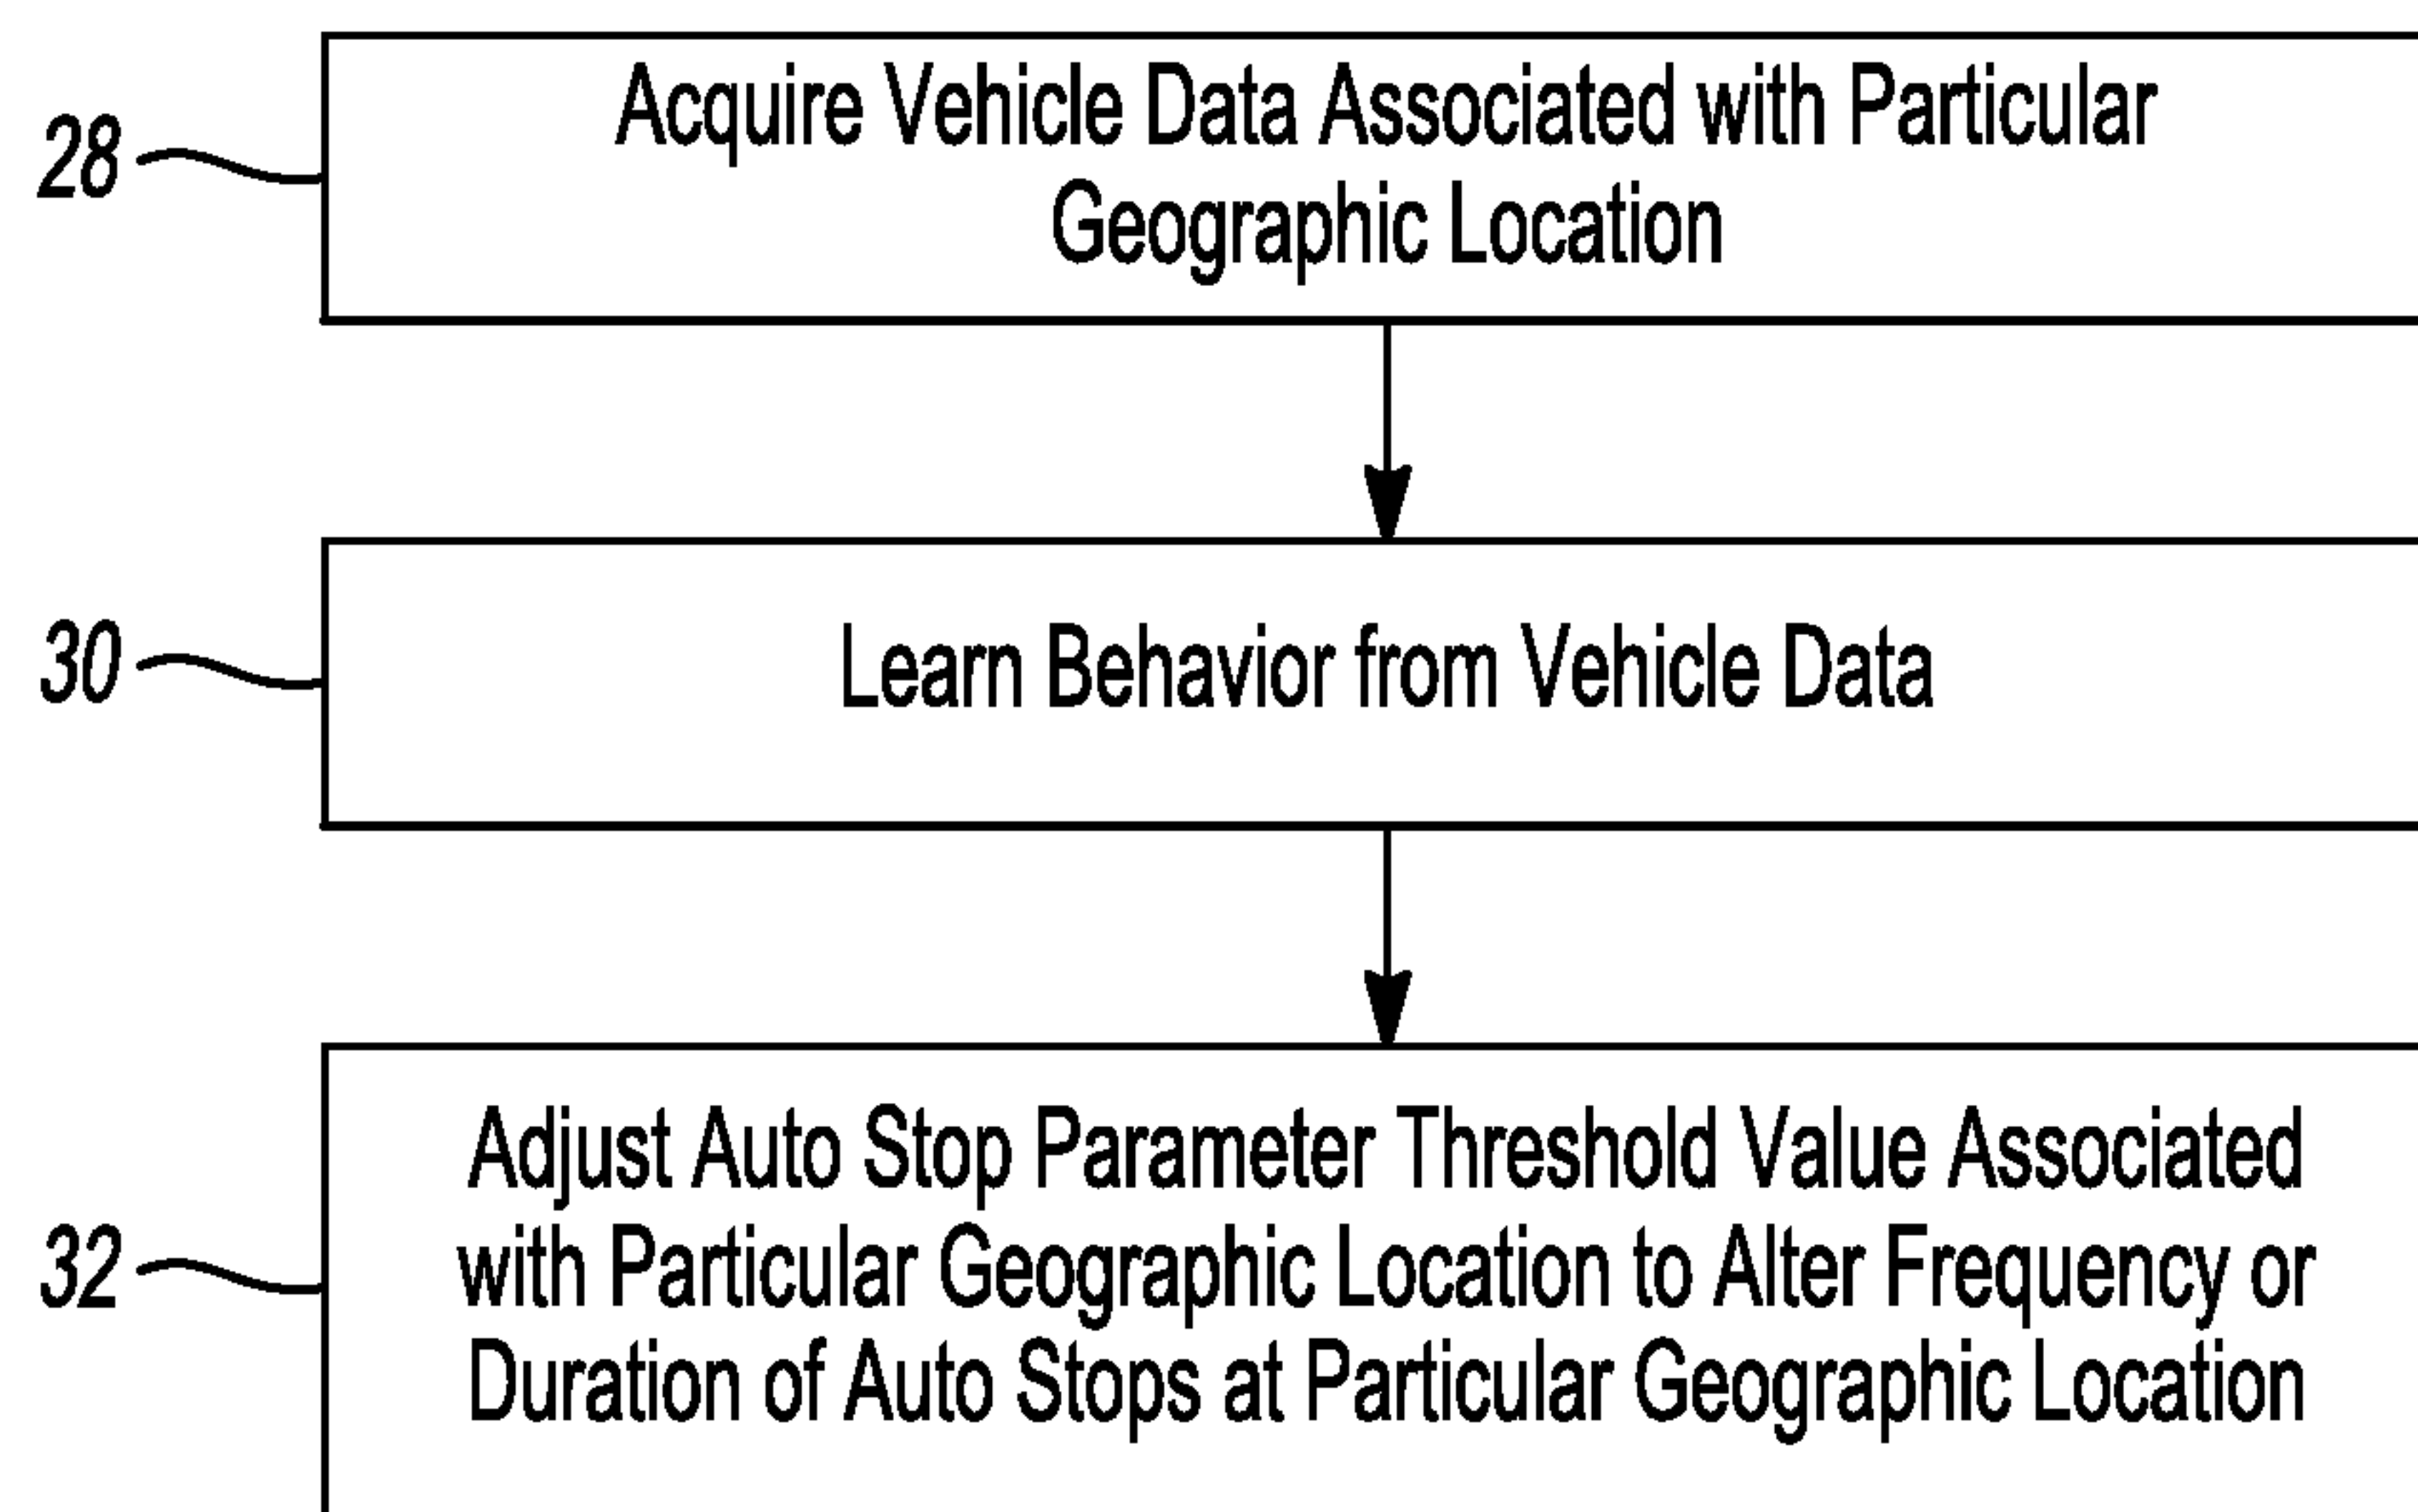 28
Acquire Vehicle Data Associated with Particular
Geographic Location
30
Learn Behavior from Vehicle Data
32
Adjust Auto Stop Parameter Threshold Value Associated
with Particular Geographic Location to Alter Frequency or
Duration of Auto Stops at Particular Geographic Location